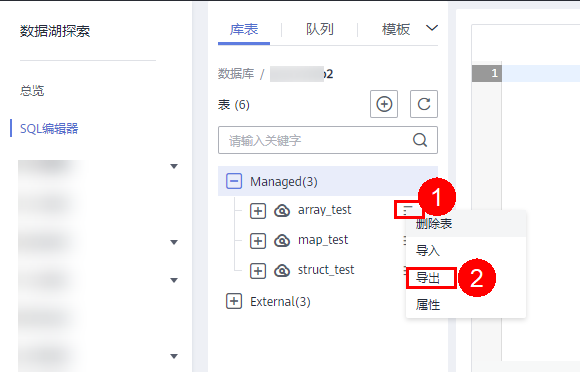 数据湖探索
总览
SQL编辑器
库表
队列
模板
数据库 /
b2
表 (6)
请输入关键字
Managed(3)
array_test
map_test
struct_test
External(3)
1
删除表
导入
导出
2
属性
1